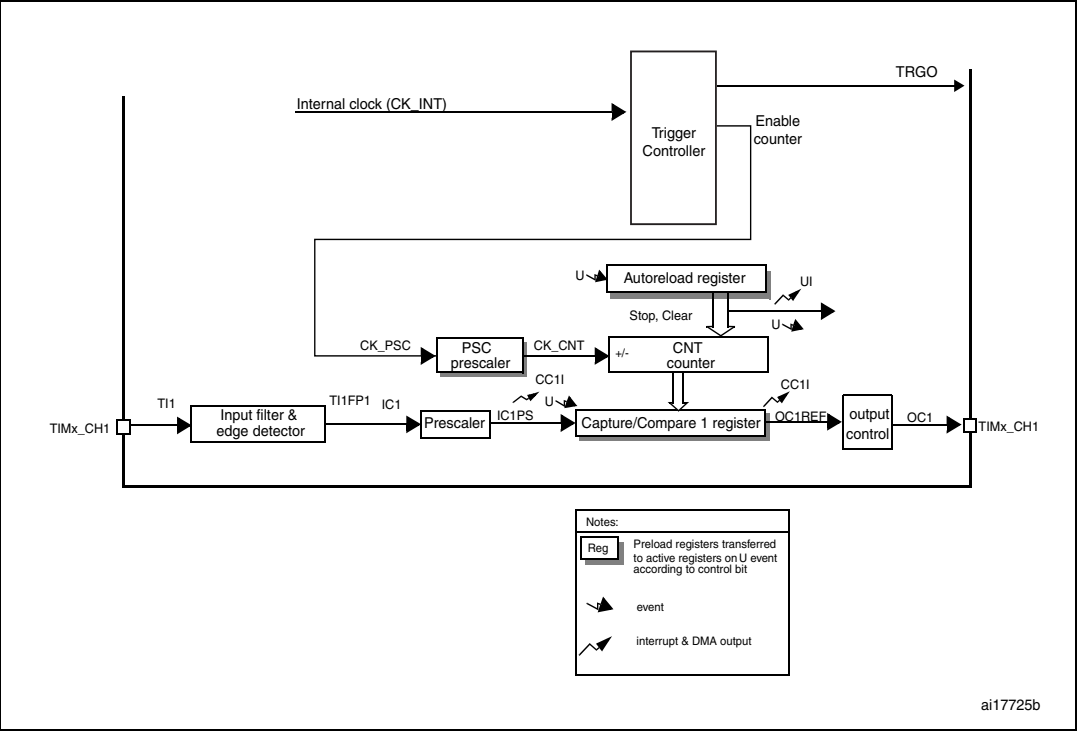 TRGO
Internal clock (CK_INT)
Enable
counter
Trigger
Controller
U
Autoreload register
UI
Stop, Clear
U
CK_PSC
PSC
prescaler
CK_CNT
+/-
CNT
counter
CC1I
CC1I
U
TI1
TI1FP1
IC1
IC1PS
TIMx_CH1
Input filter &
edge detector
Prescaler
Capture/Compare 1 register
OC1REF
output
control
OC1
TIMx_CH1
Notes:
Reg
Preload registers transferred
to active registers on U event
according to control bit
event
interrupt & DMA output
ai17725b